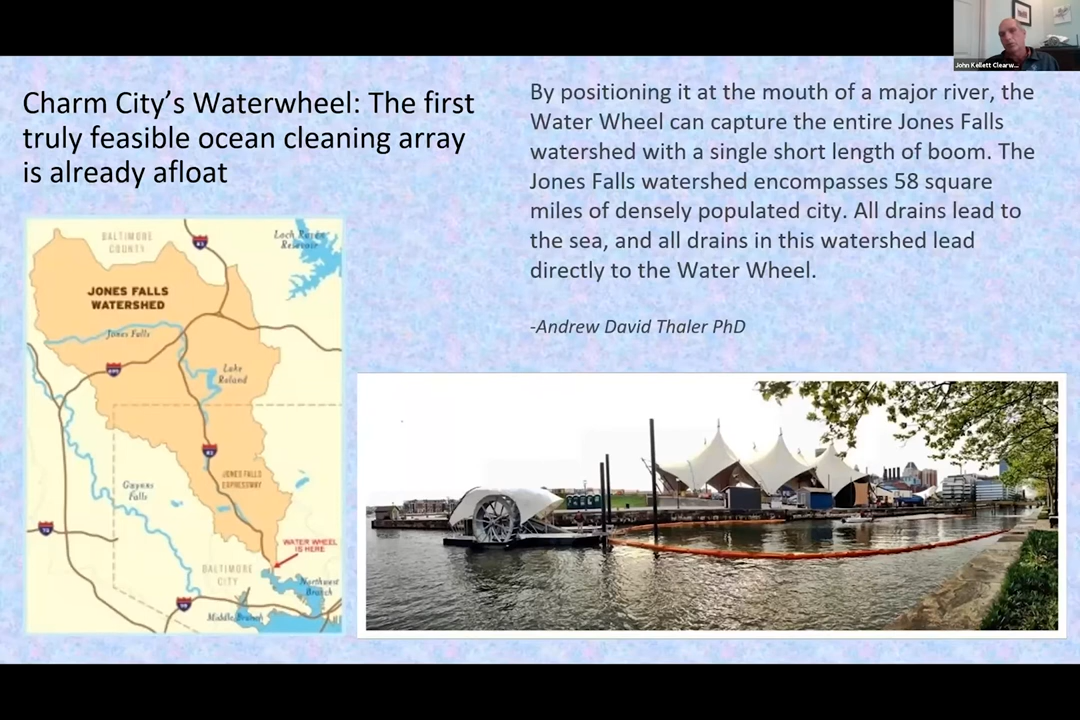 John Kellett Clearw...
Charm City's Waterwheel: The first
truly feasible ocean cleaning array
is already afloat
By positioning it at the mouth of a major river, the
Water Wheel can capture the entire Jones Falls
watershed with a single short length of boom. The
Jones Falls watershed encompasses 58 square
miles of densely populated city. All drains lead to
the sea, and all drains in this watershed lead
directly to the Water Wheel.
-Andrew David Thaler PhD
BALTIMORE
COUNTY
83
Loch Raven
Reservoir
JONES FALLS
WATERSHED
Jones Falls
695
Lake
Roland
83
JONES FALLS
EXPRESSWAY
Gwynns
Falls
WATER WHEEL
IS HERE
BALTIMORE
CITY
Northwest
Branch
Middle Branch